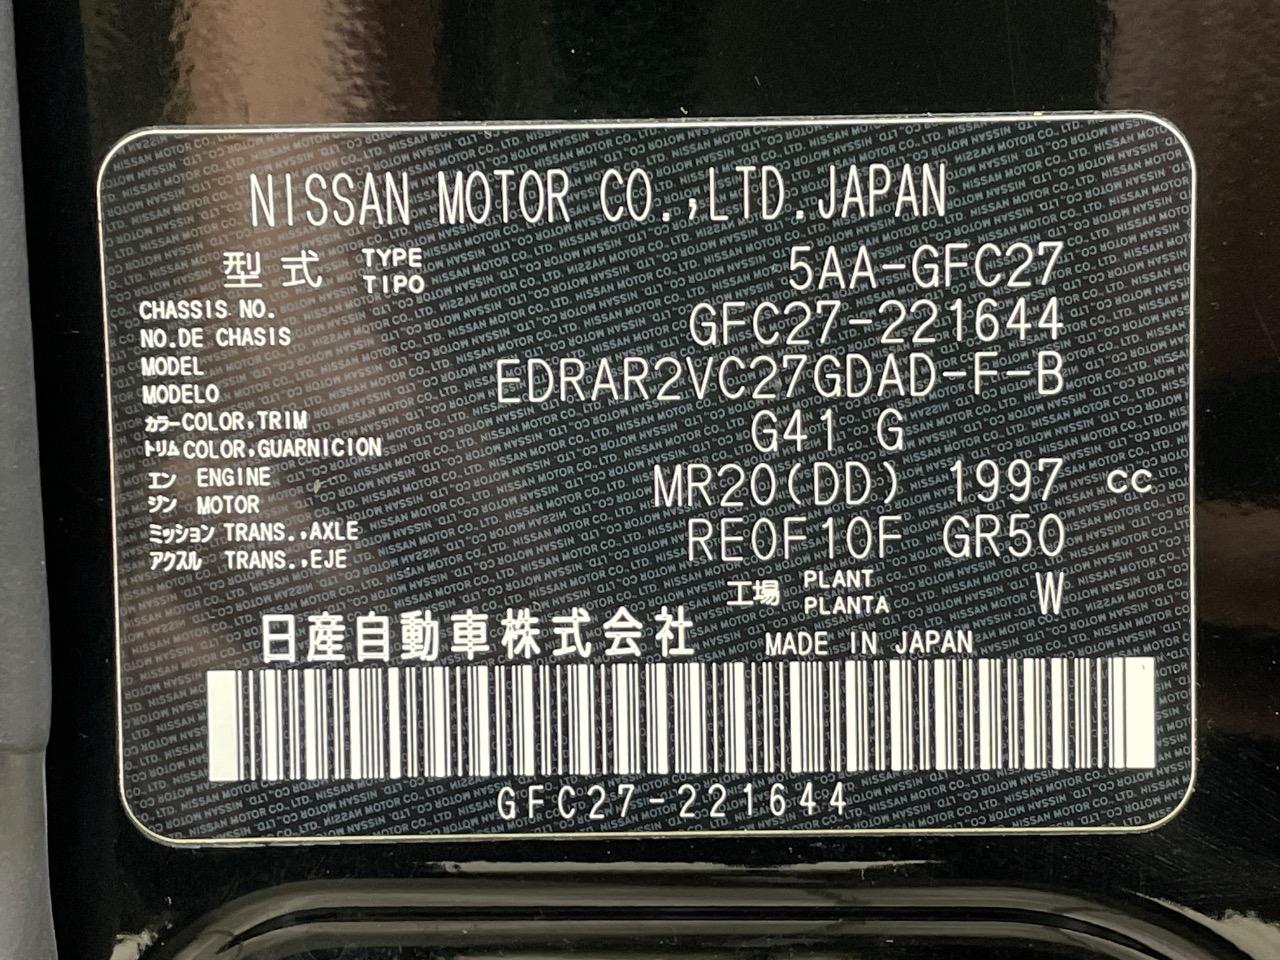 NISSAN MOTOR CO.,LTD.JAPAN
型式 TYPE TIPO 5AA-GFC27
CHASSIS NO.
NO.DE CHASIS GFC27-221644
MODEL
MODELO EDRAR2VC27GDAD-F-B
カラー COLOR,TRIM
トリム COLOR,GUARNICION G41 G
エン ENGINE
ジン MOTOR MR20(DD) 1997 cc
ミッション TRANS.,AXLE
アクスル TRANS.,EJE RE0F10F GR50
工場 PLANT PLANTA W
日産自動車株式会社 MADE IN JAPAN
GFC27-221644